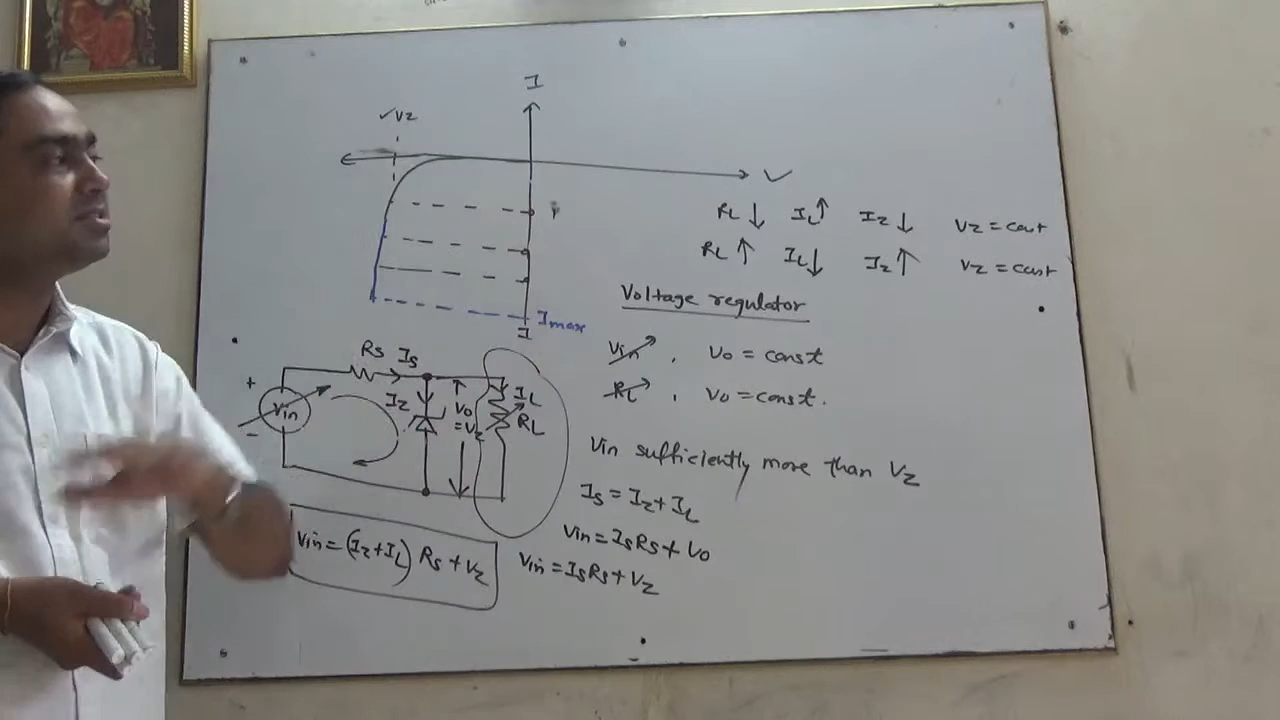 I
Vz
V
RL ↓ IL↑ Iz ↓ Vz = const
RL ↑ IL↓ Iz ↑ Vz = const
Imax
I
Voltage regulator
Vin , Vo = const
RL , Vo = const.
Rs Is
+
Vin
-
Iz
Vo
= Vz
IL
RL
Vin sufficiently more than Vz
Is = Iz + IL
Vin = IsRs + Vo
Vin = IsRs + Vz
Vin = (Iz+IL) Rs + Vz